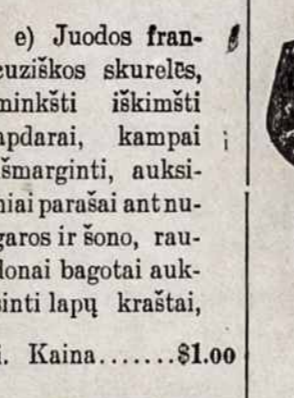 e) Juodos fran-
cuziškos skurelēs,
minkšti iškimšti
apdarai, kampai
išmarginti, auksi-
niai parašai ant nu-
garos ir šono, rau-
donai bagotai auk-
sinti lapų kraštai,
i. Kaina.......$1.00